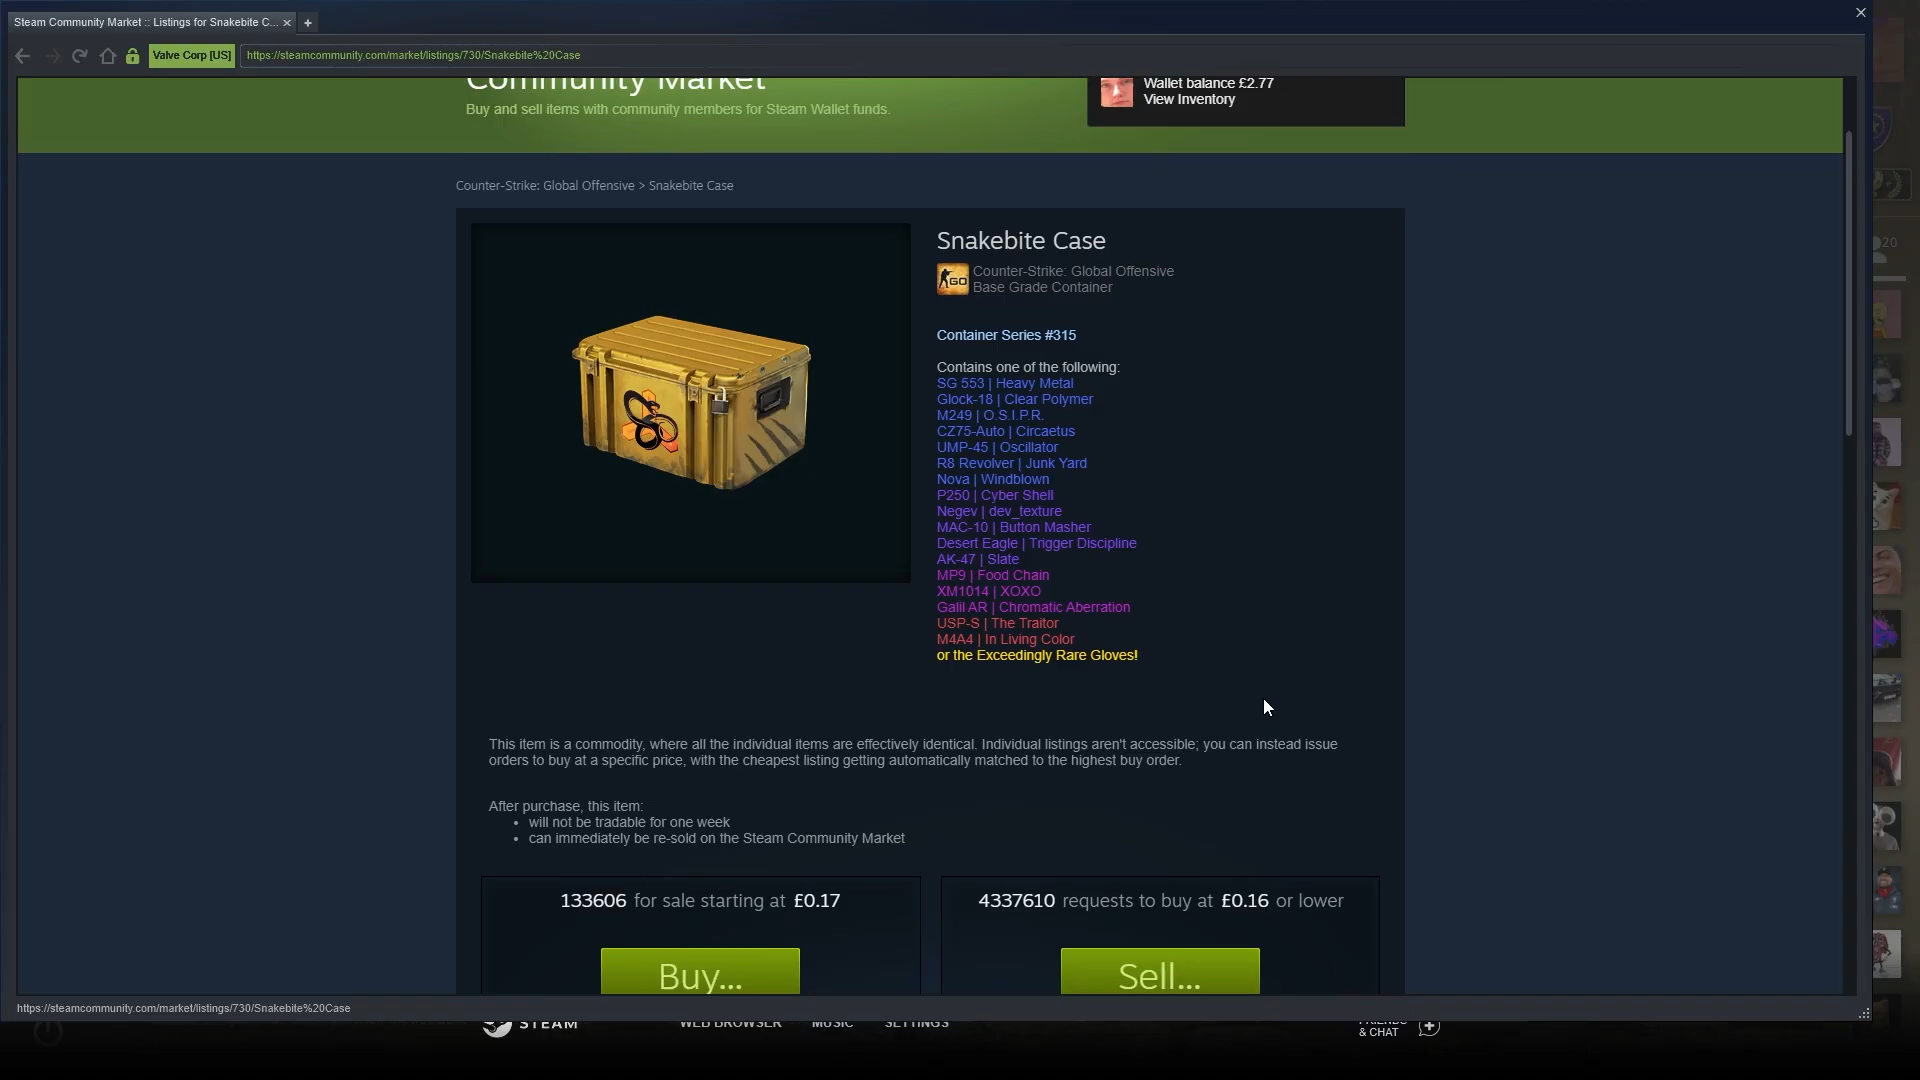 Steam Community Market :: Listings for Snakebite C...
Valve Corp [US]
https://steamcommunity.com/market/listings/730/Snakebite%20Case
Community Market
Buy and sell items with community members for Steam Wallet funds.
Wallet balance £2.77
View Inventory
Counter-Strike: Global Offensive > Snakebite Case
Snakebite Case
GO
Counter-Strike: Global Offensive
Base Grade Container
Container Series #315
Contains one of the following:
SG 553 | Heavy Metal
Glock-18 | Clear Polymer
M249 | O.S.I.P.R.
CZ75-Auto | Circaetus
UMP-45 | Oscillator
R8 Revolver | Junk Yard
Nova | Windblown
P250 | Cyber Shell
Negev | dev_texture
MAC-10 | Button Masher
Desert Eagle | Trigger Discipline
AK-47 | Slate
MP9 | Food Chain
XM1014 | XOXO
Galil AR | Chromatic Aberration
USP-S | The Traitor
M4A4 | In Living Color
or the Exceedingly Rare Gloves!
This item is a commodity, where all the individual items are effectively identical. Individual listings aren't accessible; you can instead issue
orders to buy at a specific price, with the cheapest listing getting automatically matched to the highest buy order.
After purchase, this item:
• will not be tradable for one week
• can immediately be re-sold on the Steam Community Market
133606 for sale starting at £0.17
4337610 requests to buy at £0.16 or lower
Buy...
Sell...
https://steamcommunity.com/market/listings/730/Snakebite%20Case
20
STEAM
WEB BROWSER
MUSIC
SETTINGS
FRIENDS
& CHAT